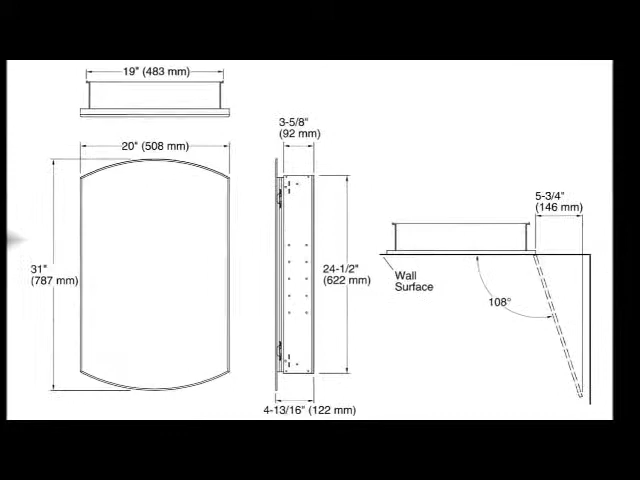 19" (483 mm)
20" (508 mm)
3-5/8"
(92 mm)
31"
(787 mm)
24-1/2"
(622 mm)
4-13/16" (122 mm)
5-3/4"
(146 mm)
Wall
Surface
108°